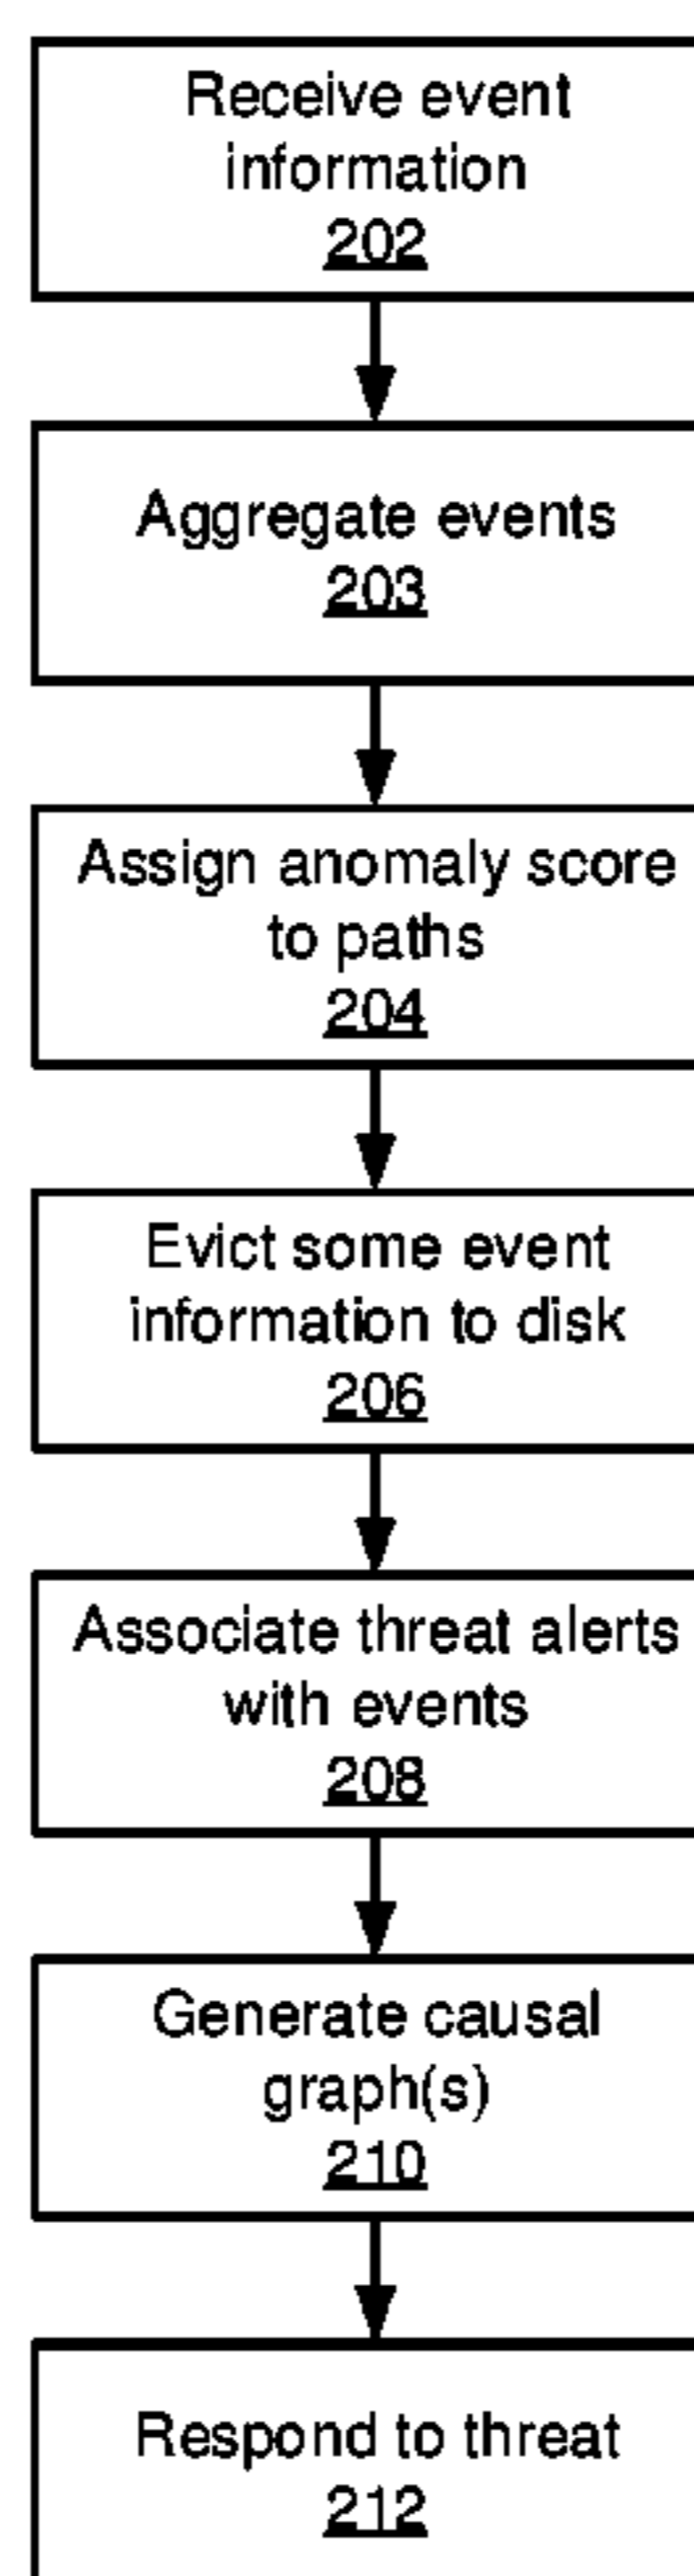 Receive event
information
202
Aggregate events
203
Assign anomaly score
to paths
204
Evict some event
information to disk
206
Associate threat alerts
with events
208
Generate causal
graph(s)
210
Respond to threat
212